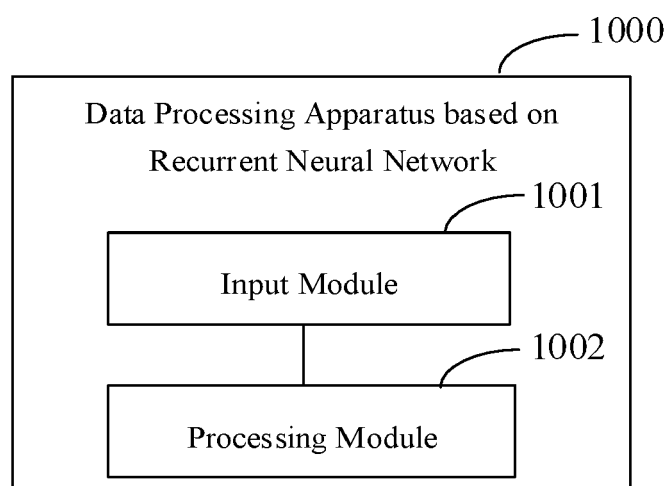 1000
Data Processing Apparatus based on
Recurrent Neural Network
1001
Input Module
1002
Processing Module